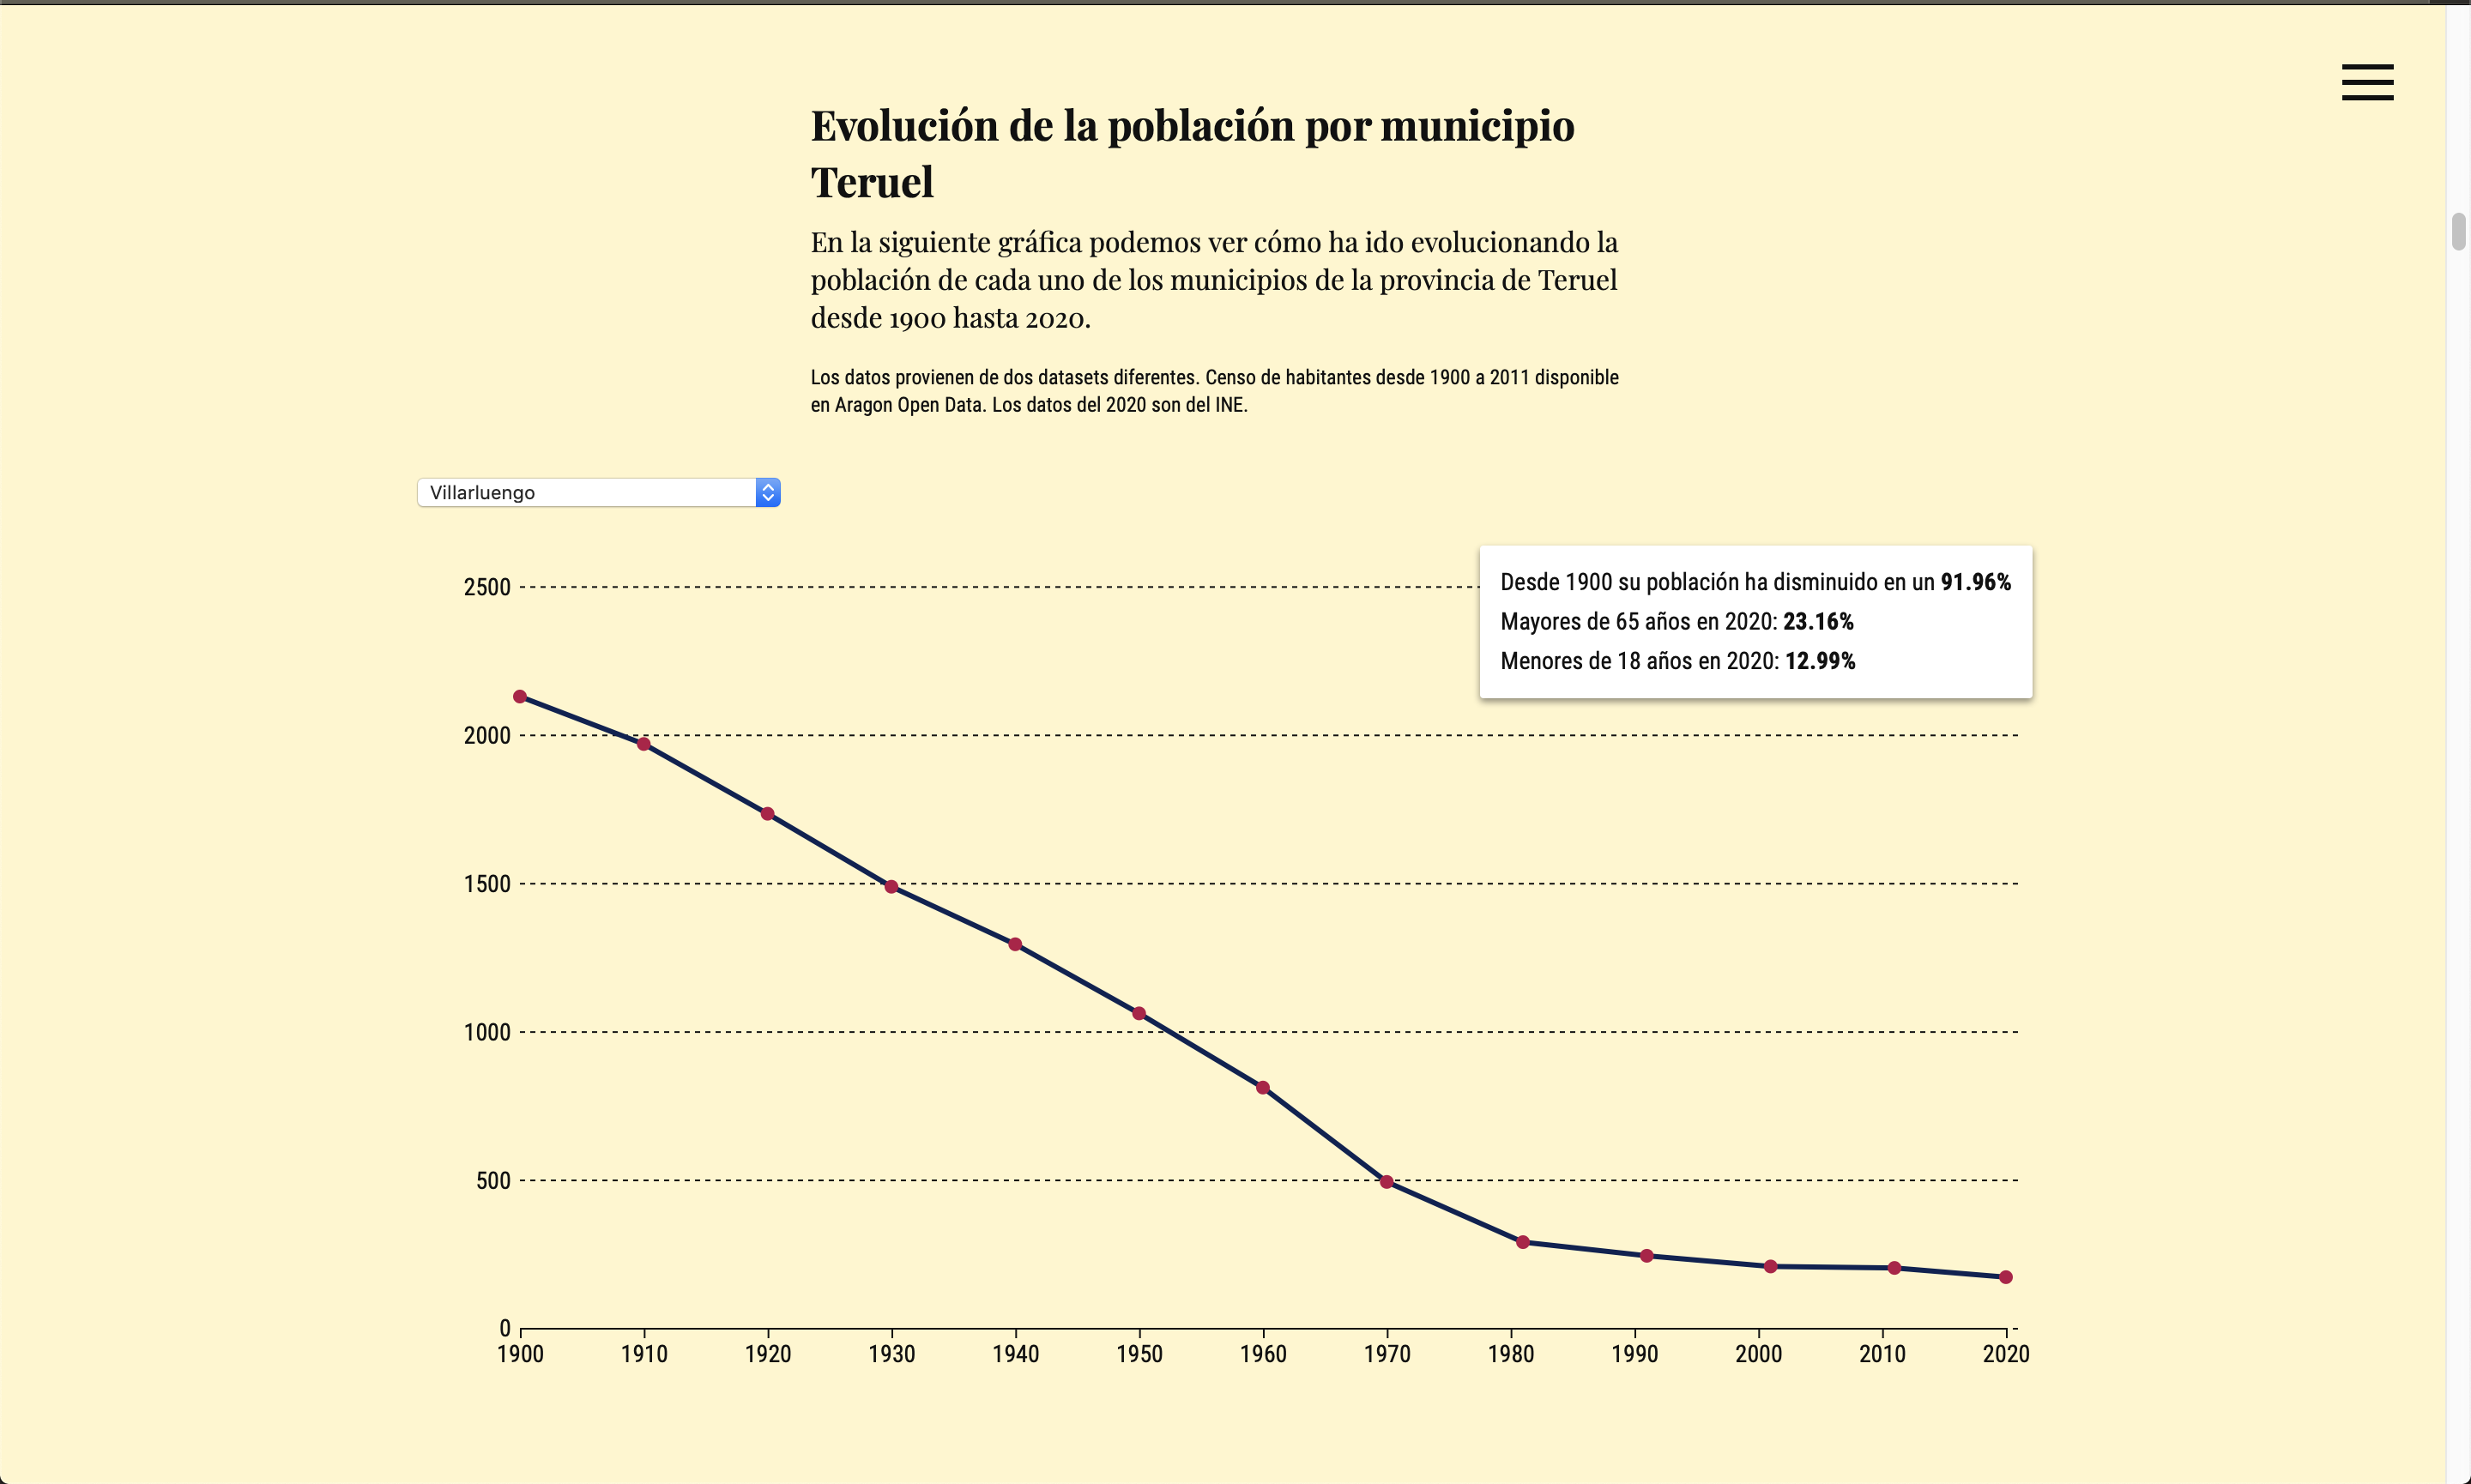 Evolución de la población por municipio
Teruel
En la siguiente gráfica podemos ver cómo ha ido evolucionando la
población de cada uno de los municipios de la provincia de Teruel
desde 1900 hasta 2020.
Los datos provienen de dos datasets diferentes. Censo de habitantes desde 1900 a 2011 disponible
en Aragon Open Data. Los datos del 2020 son del INE.
Villarluengo
Desde 1900 su población ha disminuido en un 91.96%
Mayores de 65 años en 2020: 23.16%
Menores de 18 años en 2020: 12.99%
2500
2000
1500
1000
500
0
1900 1910 1920 1930 1940 1950 1960 1970 1980 1990 2000 2010 2020